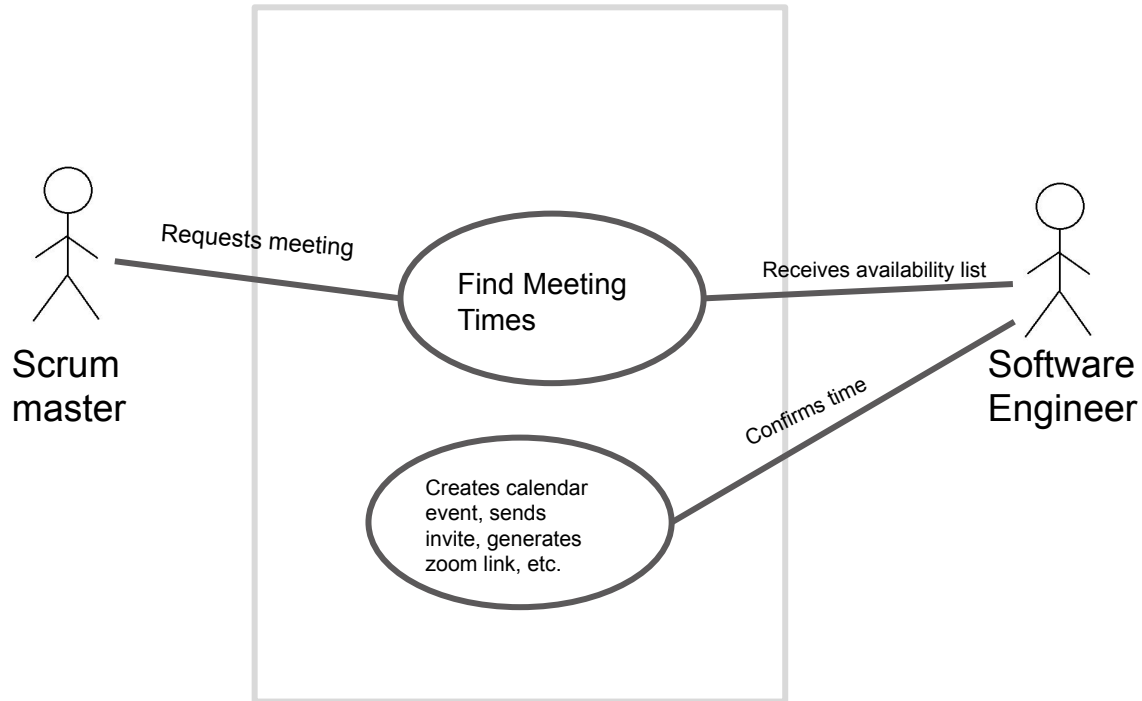 Requests meeting
Find Meeting
Times
Receives availability list
Scrum
master
Software
Engineer
Confirms time
Creates calendar
event, sends
invite, generates
zoom link, etc.